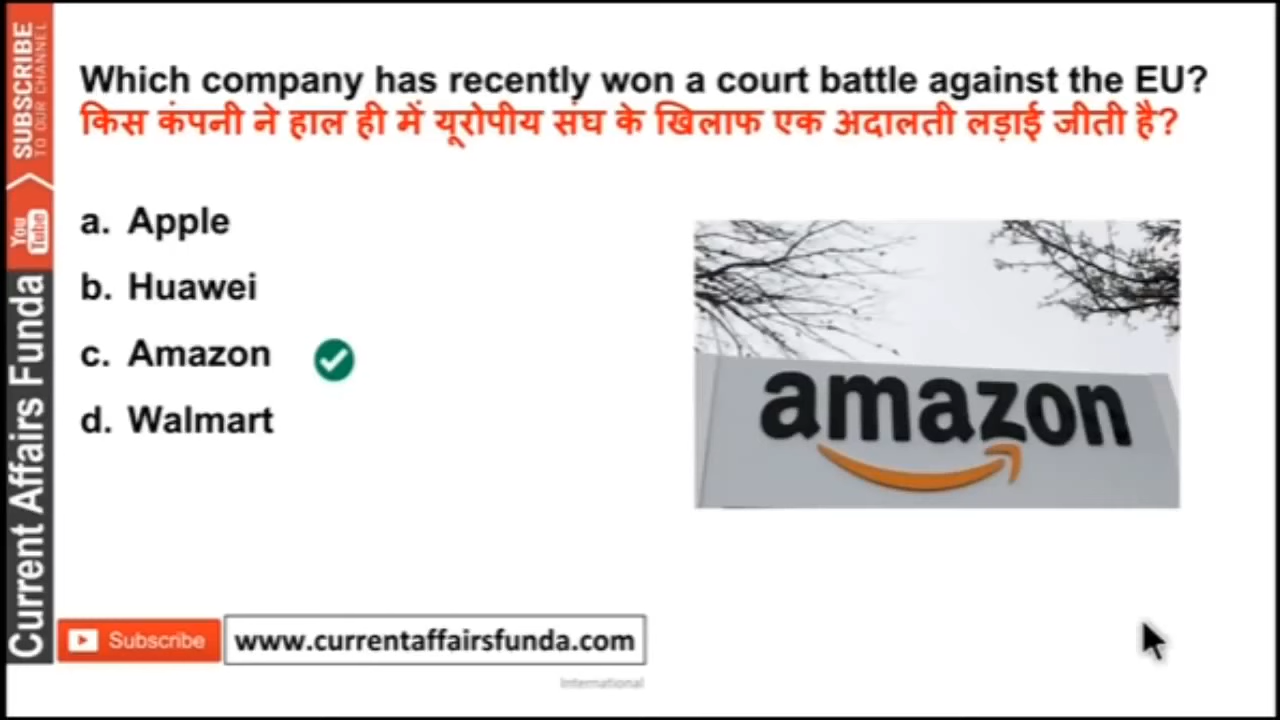 Which company has recently won a court battle against the EU?
किस कंपनी ने हाल ही में यूरोपीय संघ के खिलाफ एक अदालती लड़ाई जीती है?
a. Apple
b. Huawei
c. Amazon
d. Walmart
amazon
SUBSCRIBE
TO OUR CHANNEL
You
Tube
Current Affairs Funda
Subscribe
www.currentaffairsfunda.com
International